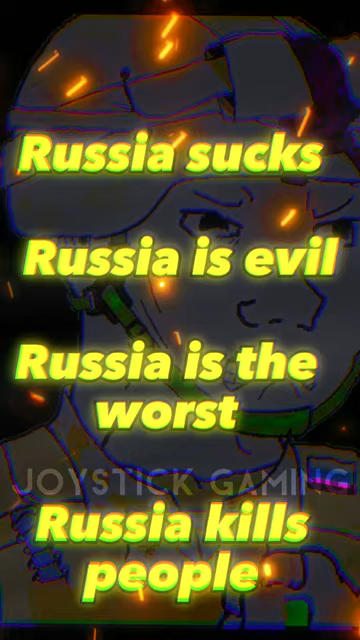 Russia sucks
Russia is evil
Russia is the
worst
JOYSTICK GAMING
Russia kills
people